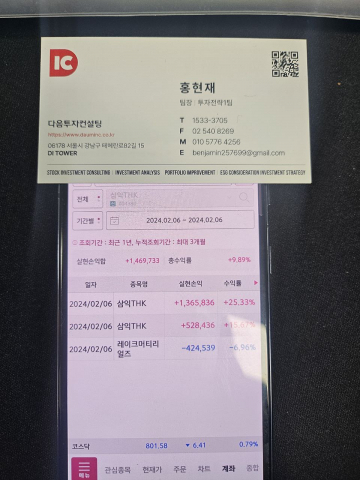 IC
홍현재
팀장 · 투자전략1팀
다음투자컨설팅
https://www.dauminc.co.kr
06178 서울시 강남구 테헤란로82길 15
DI TOWER
T 1533-3705
F 02 540 8269
M 010 5776 4256
E benjamin257699@gmail.com
STOCK INVESTMENT CONSULTING INVESTMENT ANALYSIS PORTFOLIO IMPROVEMENT ESG CONSIDERATION INVESTMENT STRATEGY
전체 삼익THK
기간별 2024.02.06 ~ 2024.02.06
조회기간 : 최근 1년, 누적조회기간 : 최대 3개월
실현손익합 +1,469,733 총수익률 +9.89%
일자 종목명 실현손익 수익률
2024/02/06 삼익THK +1,365,836 +25.33%
2024/02/06 삼익THK +528,436
2024/02/06 레이크머티리얼즈 -424,539 -6.96%
코스닥 801.58 ▼ 6.41 0.79%
메뉴 관심종목 현재가 주문 차트 계좌 종합